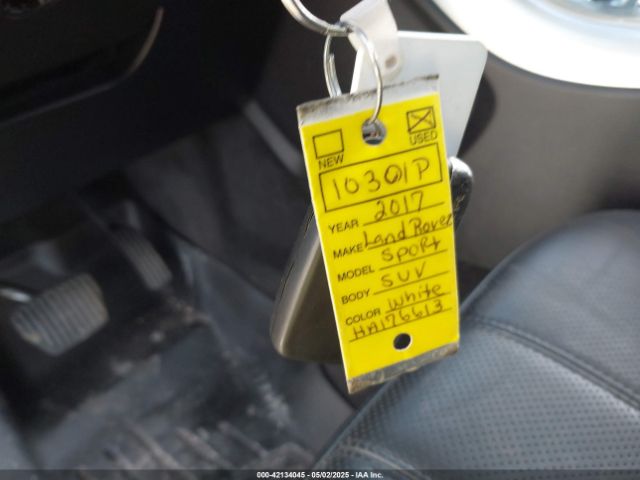 NEW USED
10301P
YEAR 2017
MAKE Land Rover
MODEL Sport
BODY SUV
COLOR White
HA176613
000-42134045 - 05/02/2025 - IAAI, Inc.